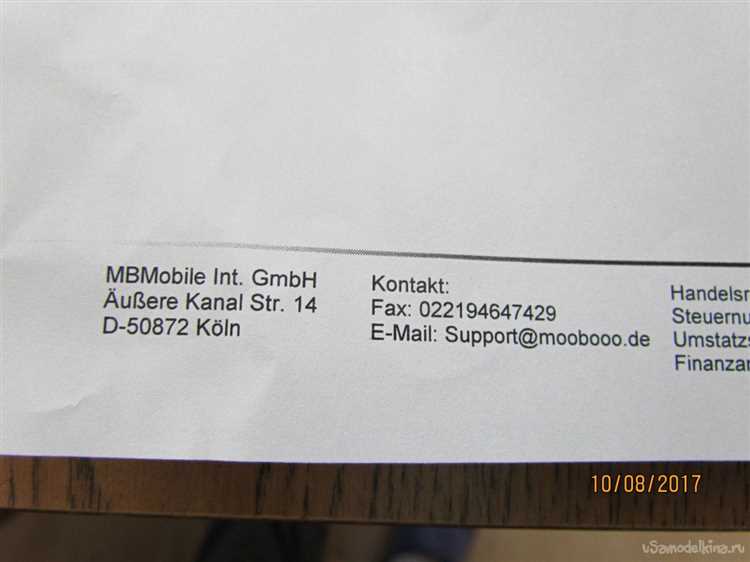 MBMobile Int. GmbH
Äußere Kanal Str. 14
D-50872 Köln
Kontakt:
Fax: 022194647429
E-Mail: Support@moobooo.de
Handelsr
Steuernu
Umstatzs
Finanzar
10/08/2017
uSamodelkina.ru